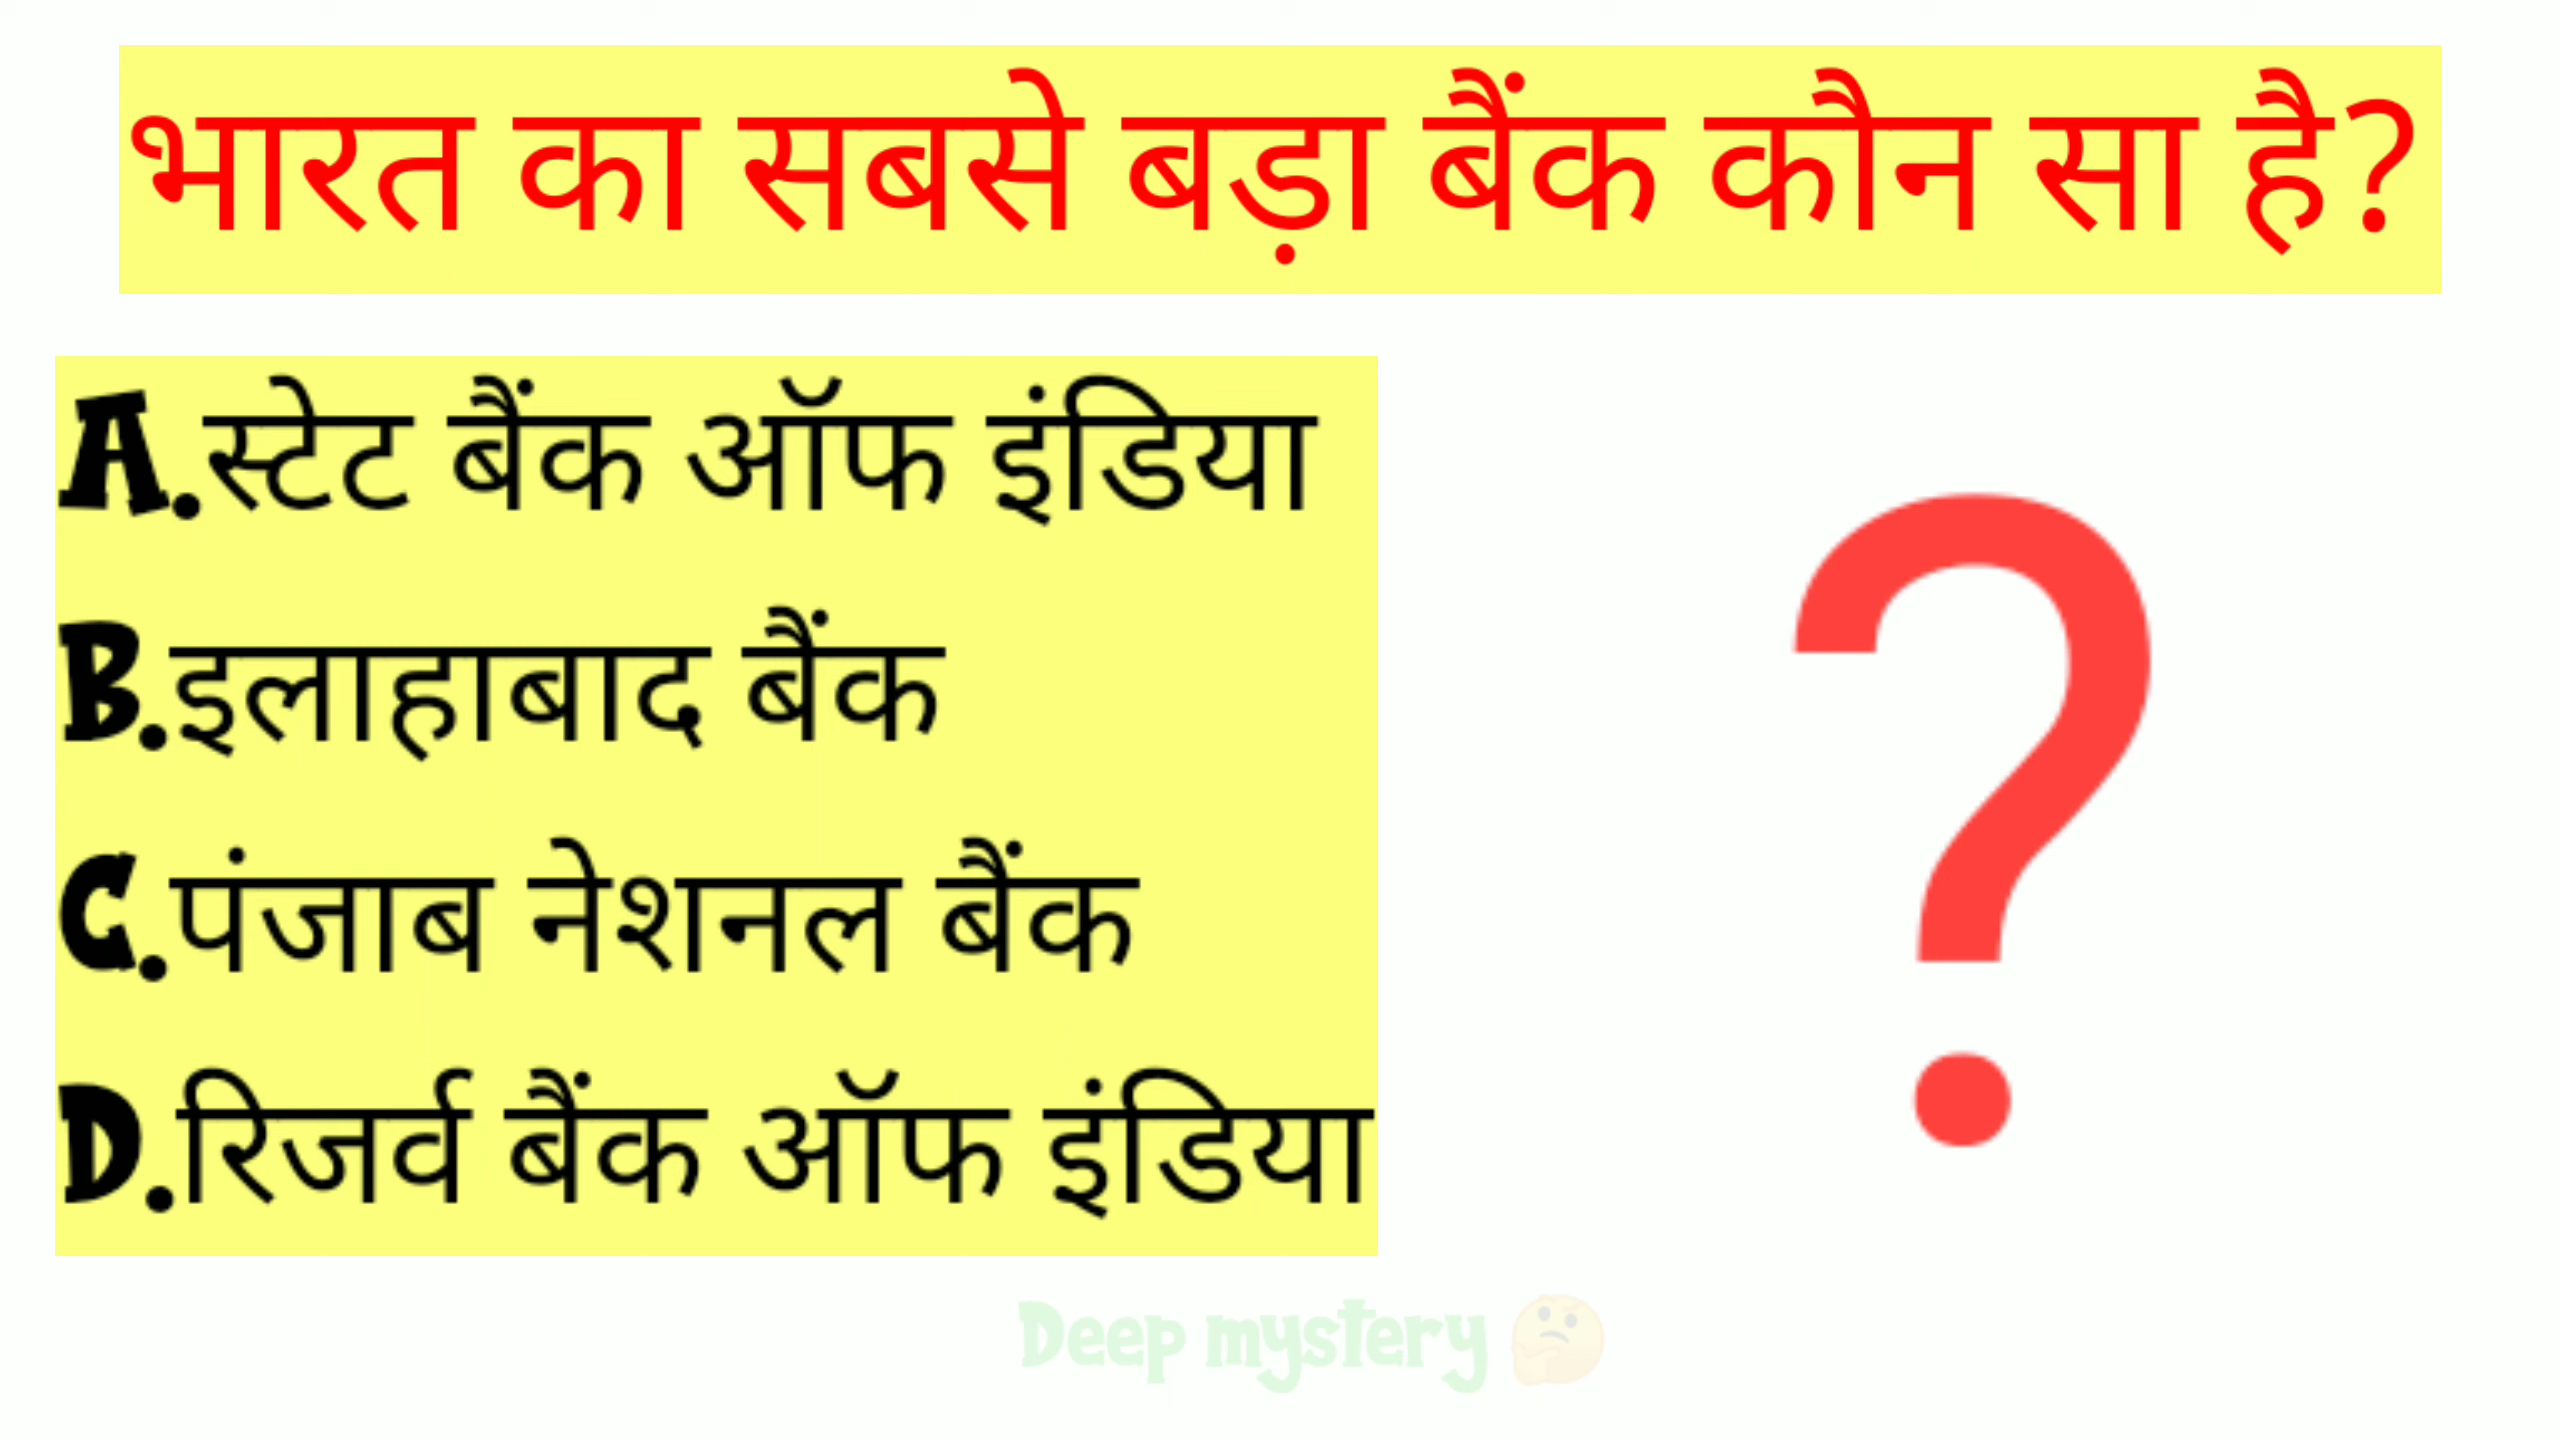 भारत का सबसे बड़ा बैंक कौन सा है?
A.स्टेट बैंक ऑफ इंडिया
B.इलाहाबाद बैंक
C.पंजाब नेशनल बैंक
D.रिजर्व बैंक ऑफ इंडिया
?
Deep mystery 🤔